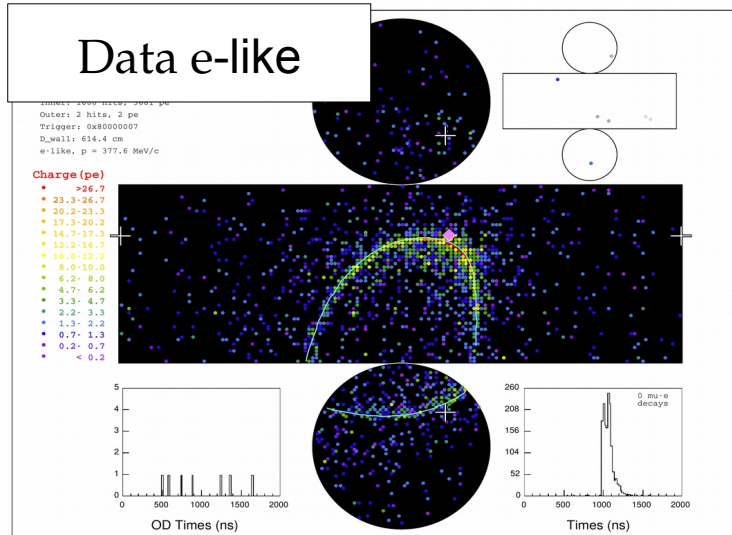 Data e-like
Outer: 2 hits, 2 pe
Trigger: 0x80000007
D_wall: 614.4 cm
e-like, p = 377.6 MeV/c
Charge(pe)
>26.7
23.3-26.7
20.2-23.3
17.3-20.2
14.7-17.3
12.2-14.7
10.0-12.2
8.0-10.0
6.2- 8.0
4.7- 6.2
3.3- 4.7
2.2- 3.3
1.3- 2.2
0.7- 1.3
0.2- 0.7
< 0.2
5
4
3
2
1
0
0 500 1000 1500 2000
OD Times (ns)
260
208
156
104
52
0
0 mu-e
decays
0 500 1000 1500 2000
Times (ns)